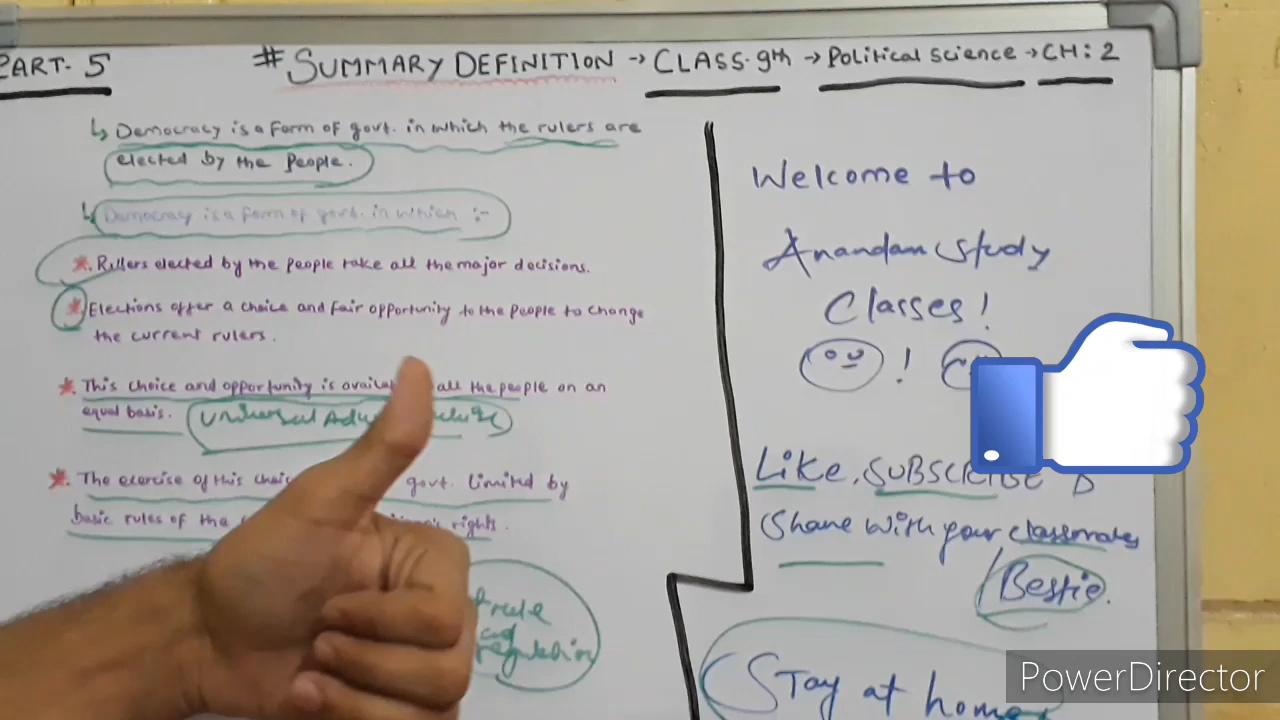 PART. 5
# SUMMARY DEFINITION → CLASS. 9th → Political science → CH: 2
↳ Democracy is a form of govt. in which the rulers are
elected by the People.
↳ Democracy is a form of govt. in which :-
*. Rulers elected by the people take all the major decisions.
* Elections offer a choice and fair opportunity to the people to change
the current rulers.
* This choice and opportunity is all the people on an
equal basis. Universal
*. The exercise of this govt. limited by
basic rules of the rights.
rule
and
regulation
Welcome to
Anandam Study
Classes!
!
Like, SUBSCRIBE &
Share with your classmates
Bestie.
Stay at home
PowerDirector